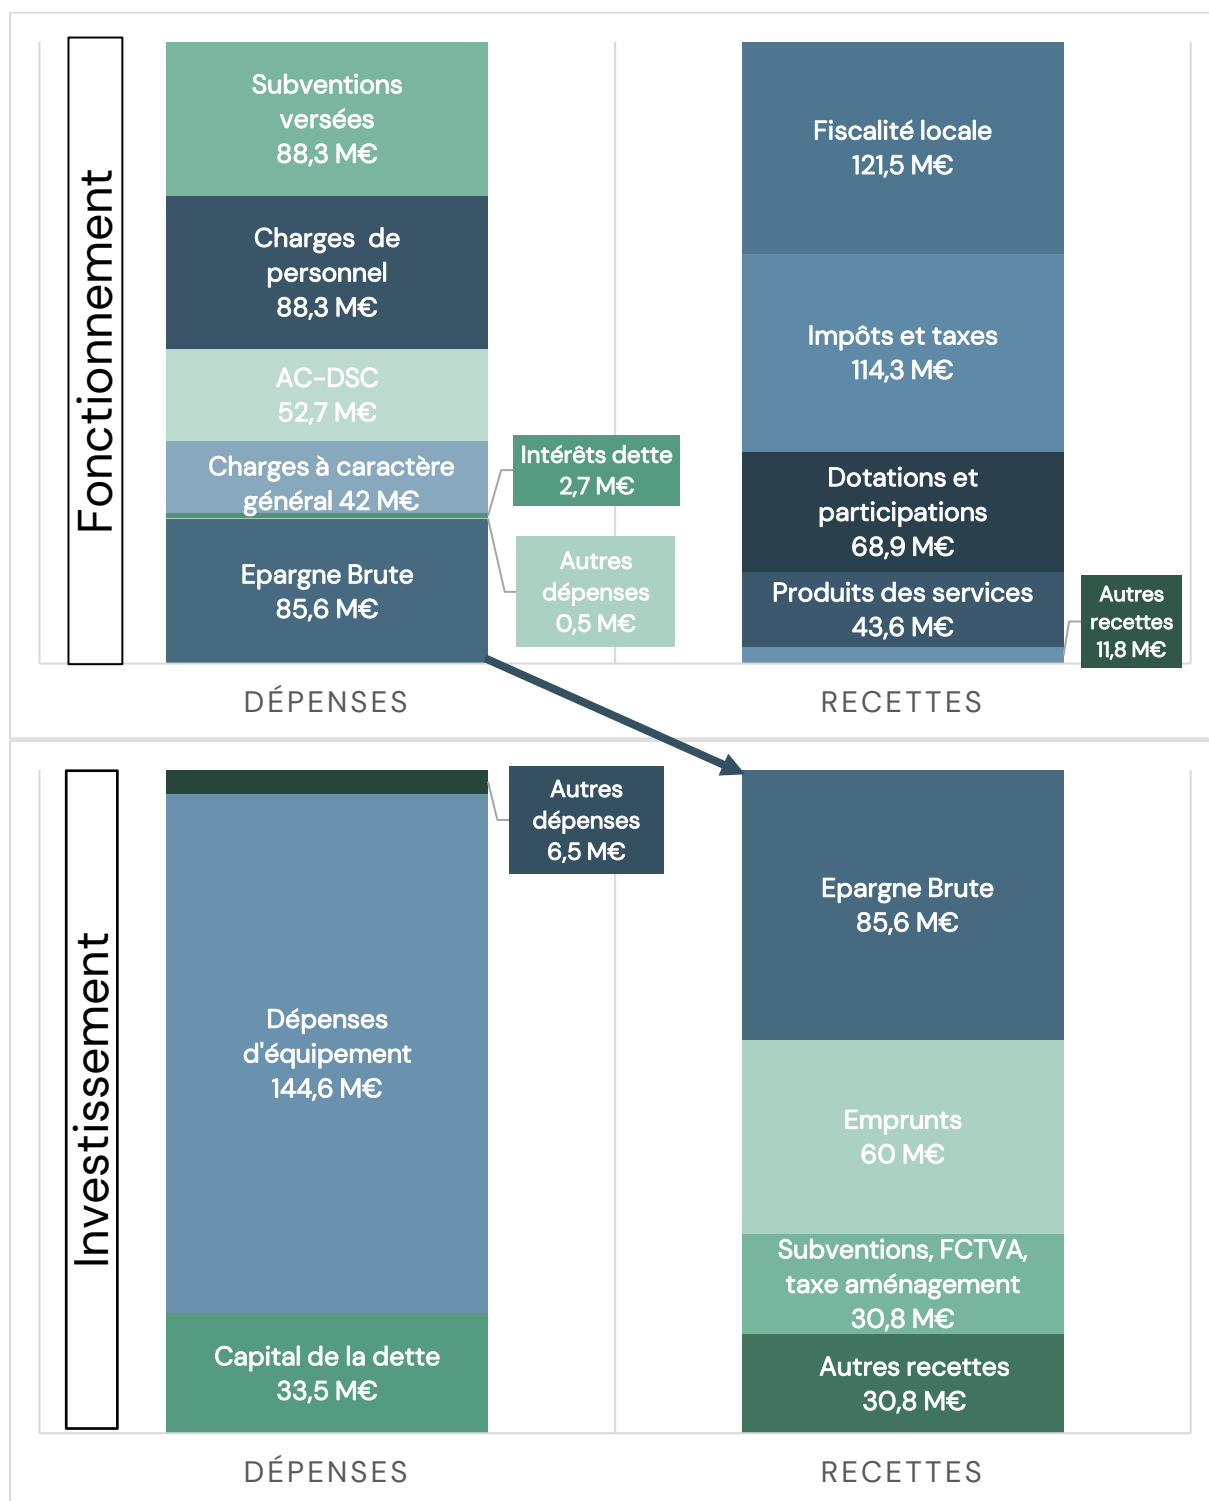 Fonctionnement
Subventions
versées
88,3 M€
Charges de
personnel
88,3 M€
AC-DSC
52,7 M€
Charges à caractère
général 42 M€
Intérêts dette
2,7 M€
Autres
dépenses
0,5 M€
Epargne Brute
85,6 M€
DÉPENSES
Fiscalité locale
121,5 M€
Impôts et taxes
114,3 M€
Dotations et
participations
68,9 M€
Produits des services
43,6 M€
Autres
recettes
11,8 M€
RECETTES
Investissement
Autres
dépenses
6,5 M€
Dépenses
d'équipement
144,6 M€
Capital de la dette
33,5 M€
DÉPENSES
Epargne Brute
85,6 M€
Emprunts
60 M€
Subventions, FCTVA,
taxe aménagement
30,8 M€
Autres recettes
30,8 M€
RECETTES